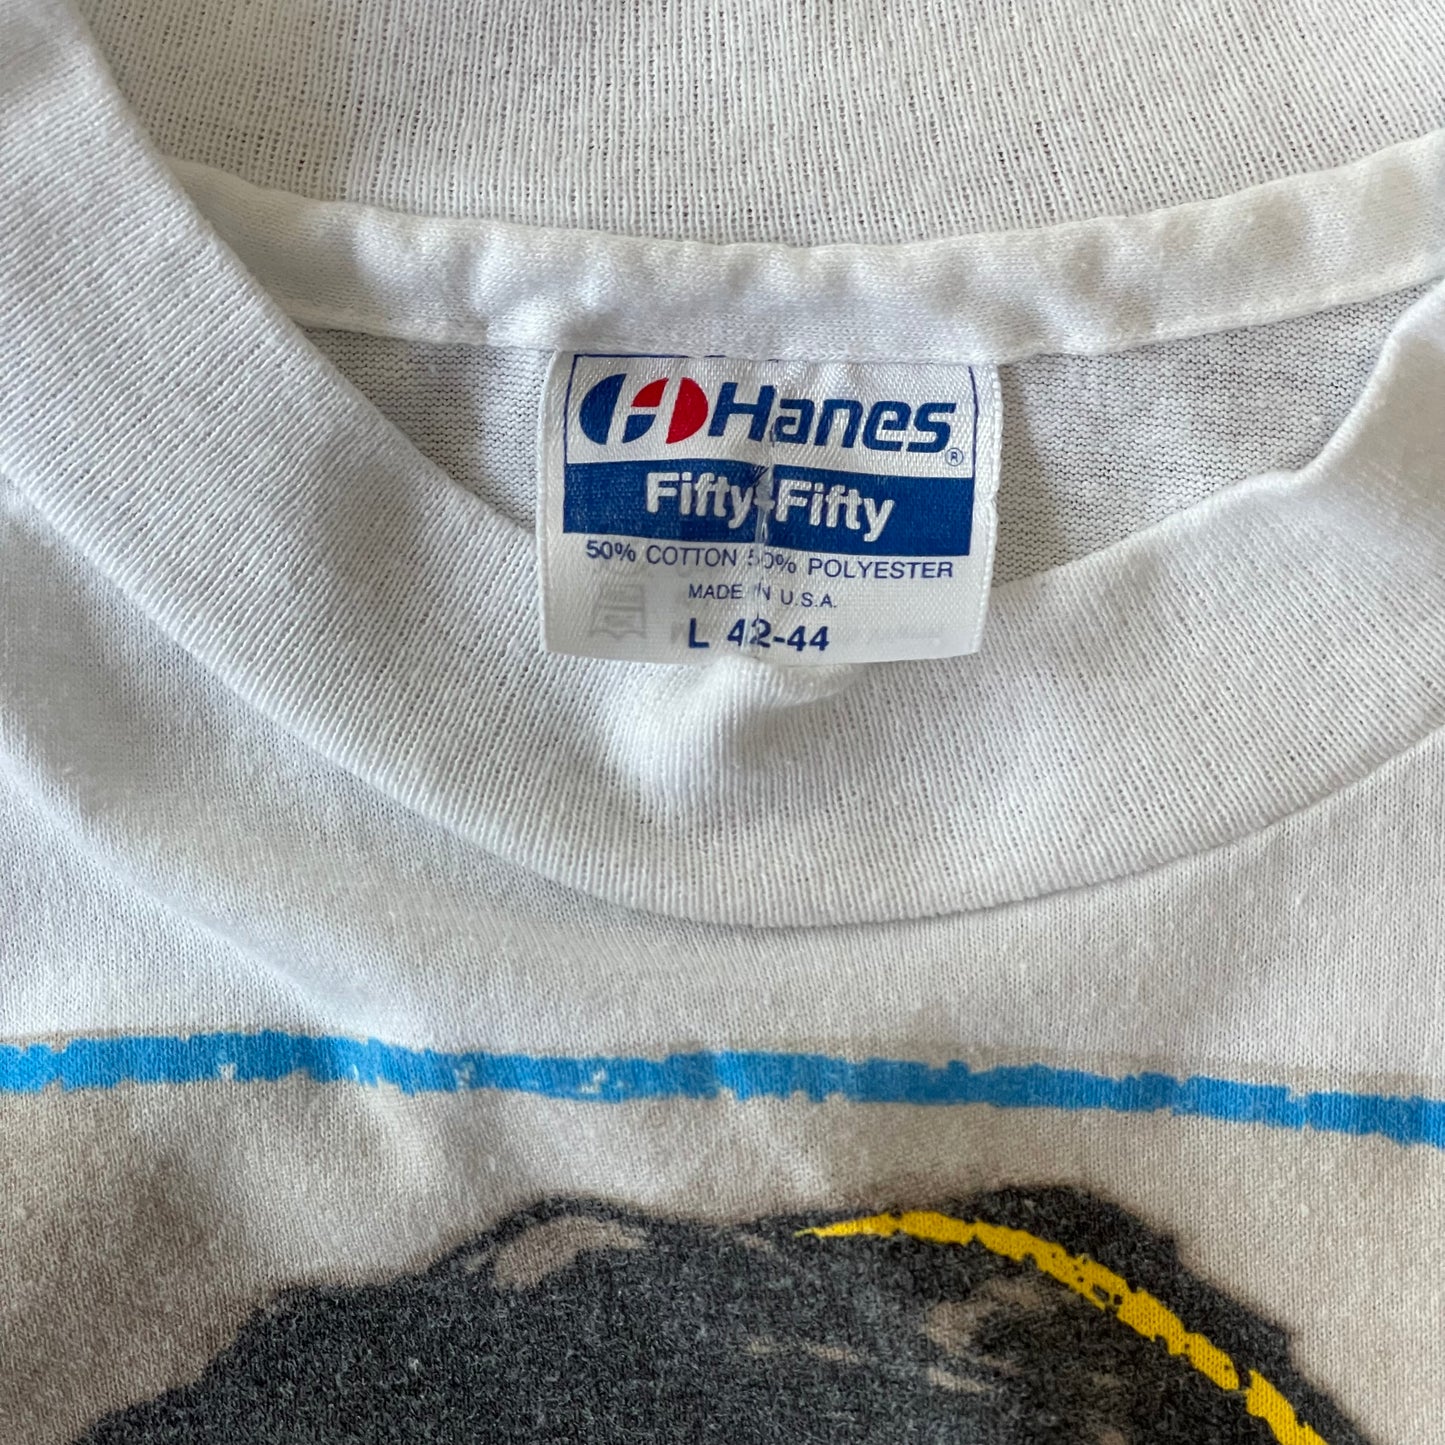 Hanes®
Fifty-Fifty
50% COTTON 50% POLYESTER
MADE IN U.S.A.
L 42-44